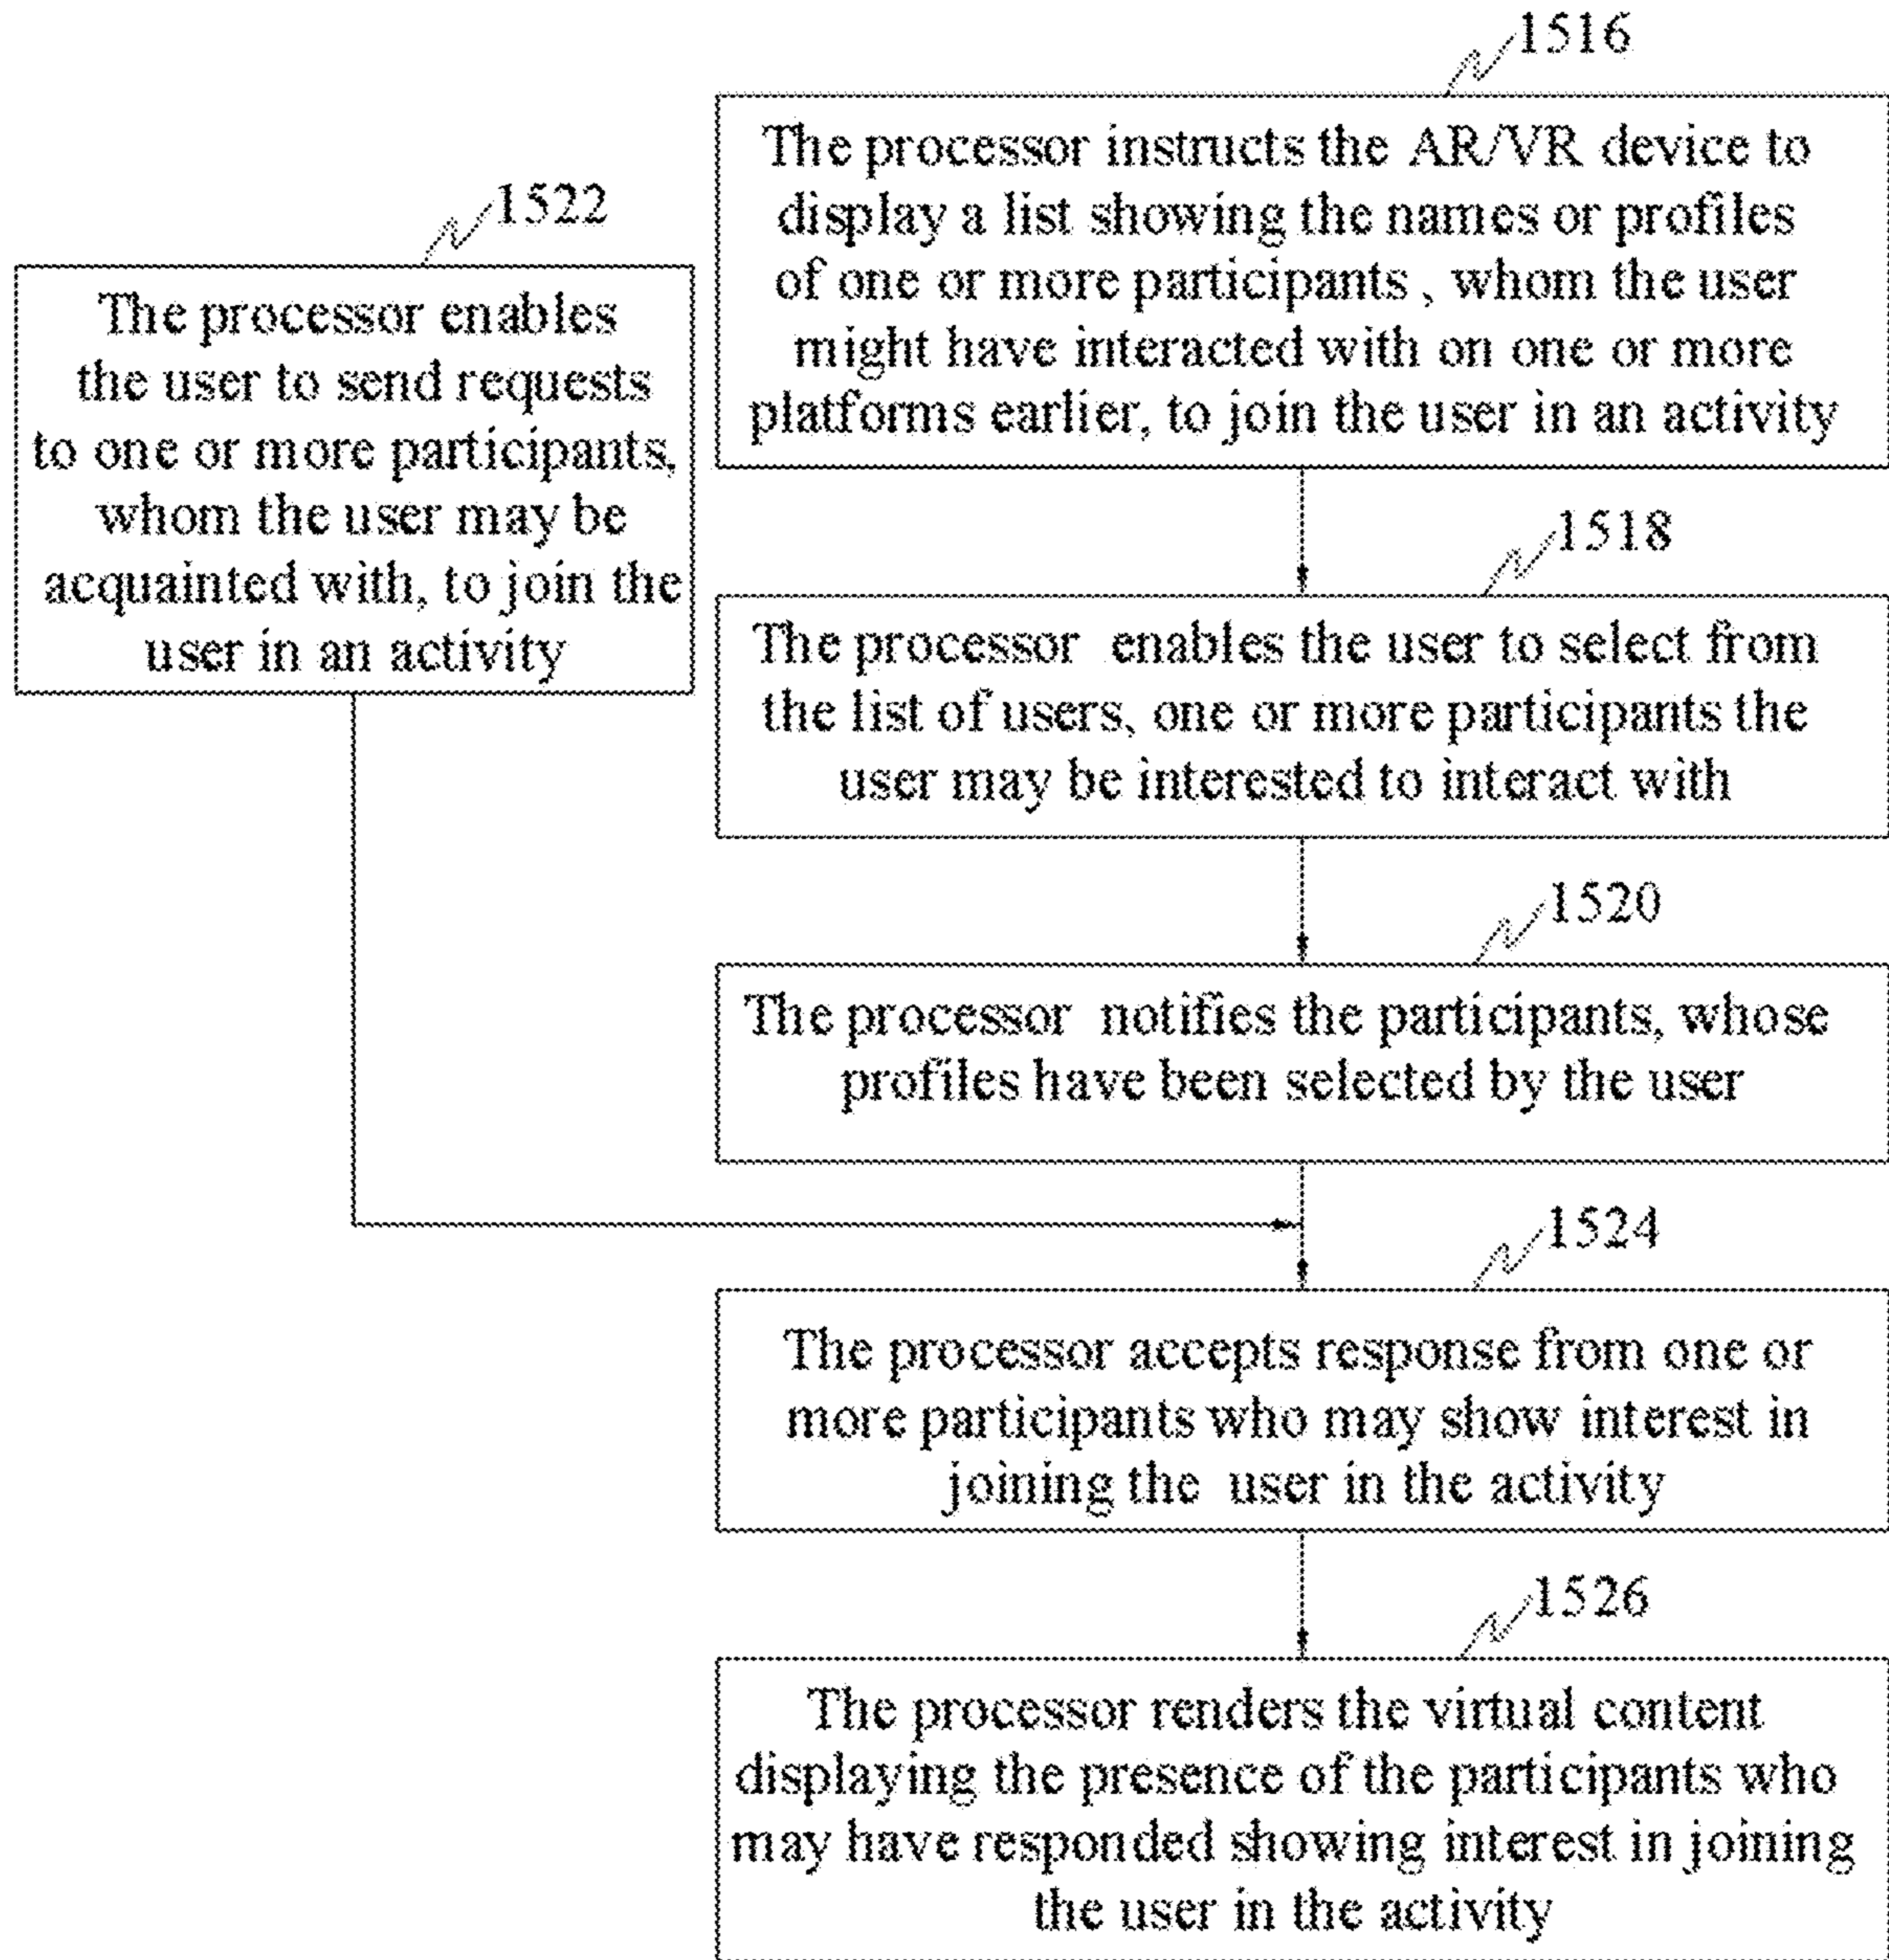 1516
The processor instructs the AR/VR device to
display a list showing the names or profiles
of one or more participants , whom the user
might have interacted with on one or more
platforms earlier, to join the user in an activity
1522
The processor enables
the user to send requests
to one or more participants,
whom the user may be
acquainted with, to join the
user in an activity
1518
The processor enables the user to select from
the list of users, one or more participants the
user may be interested to interact with
1520
The processor notifies the participants, whose
profiles have been selected by the user
1524
The processor accepts response from one or
more participants who may show interest in
joining the user in the activity
1526
The processor renders the virtual content
displaying the presence of the participants who
may have responded showing interest in joining
the user in the activity